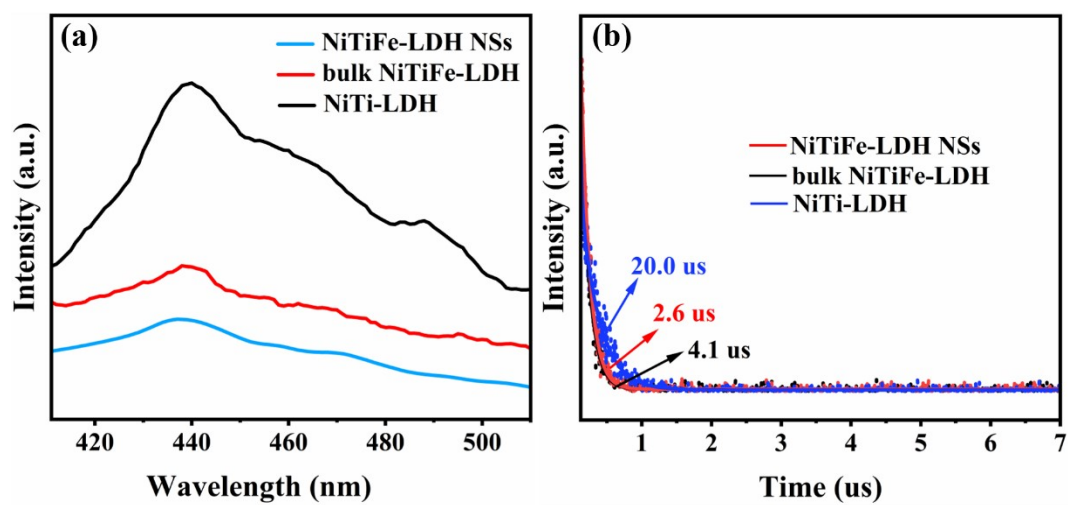 (a)
NiTiFe-LDH NSs
bulk NiTiFe-LDH
NiTi-LDH
Intensity (a.u.)
420 440 460 480 500
Wavelength (nm)
(b)
NiTiFe-LDH NSs
bulk NiTiFe-LDH
NiTi-LDH
20.0 us
2.6 us
4.1 us
Intensity (a.u.)
1 2 3 4 5 6 7
Time (us)